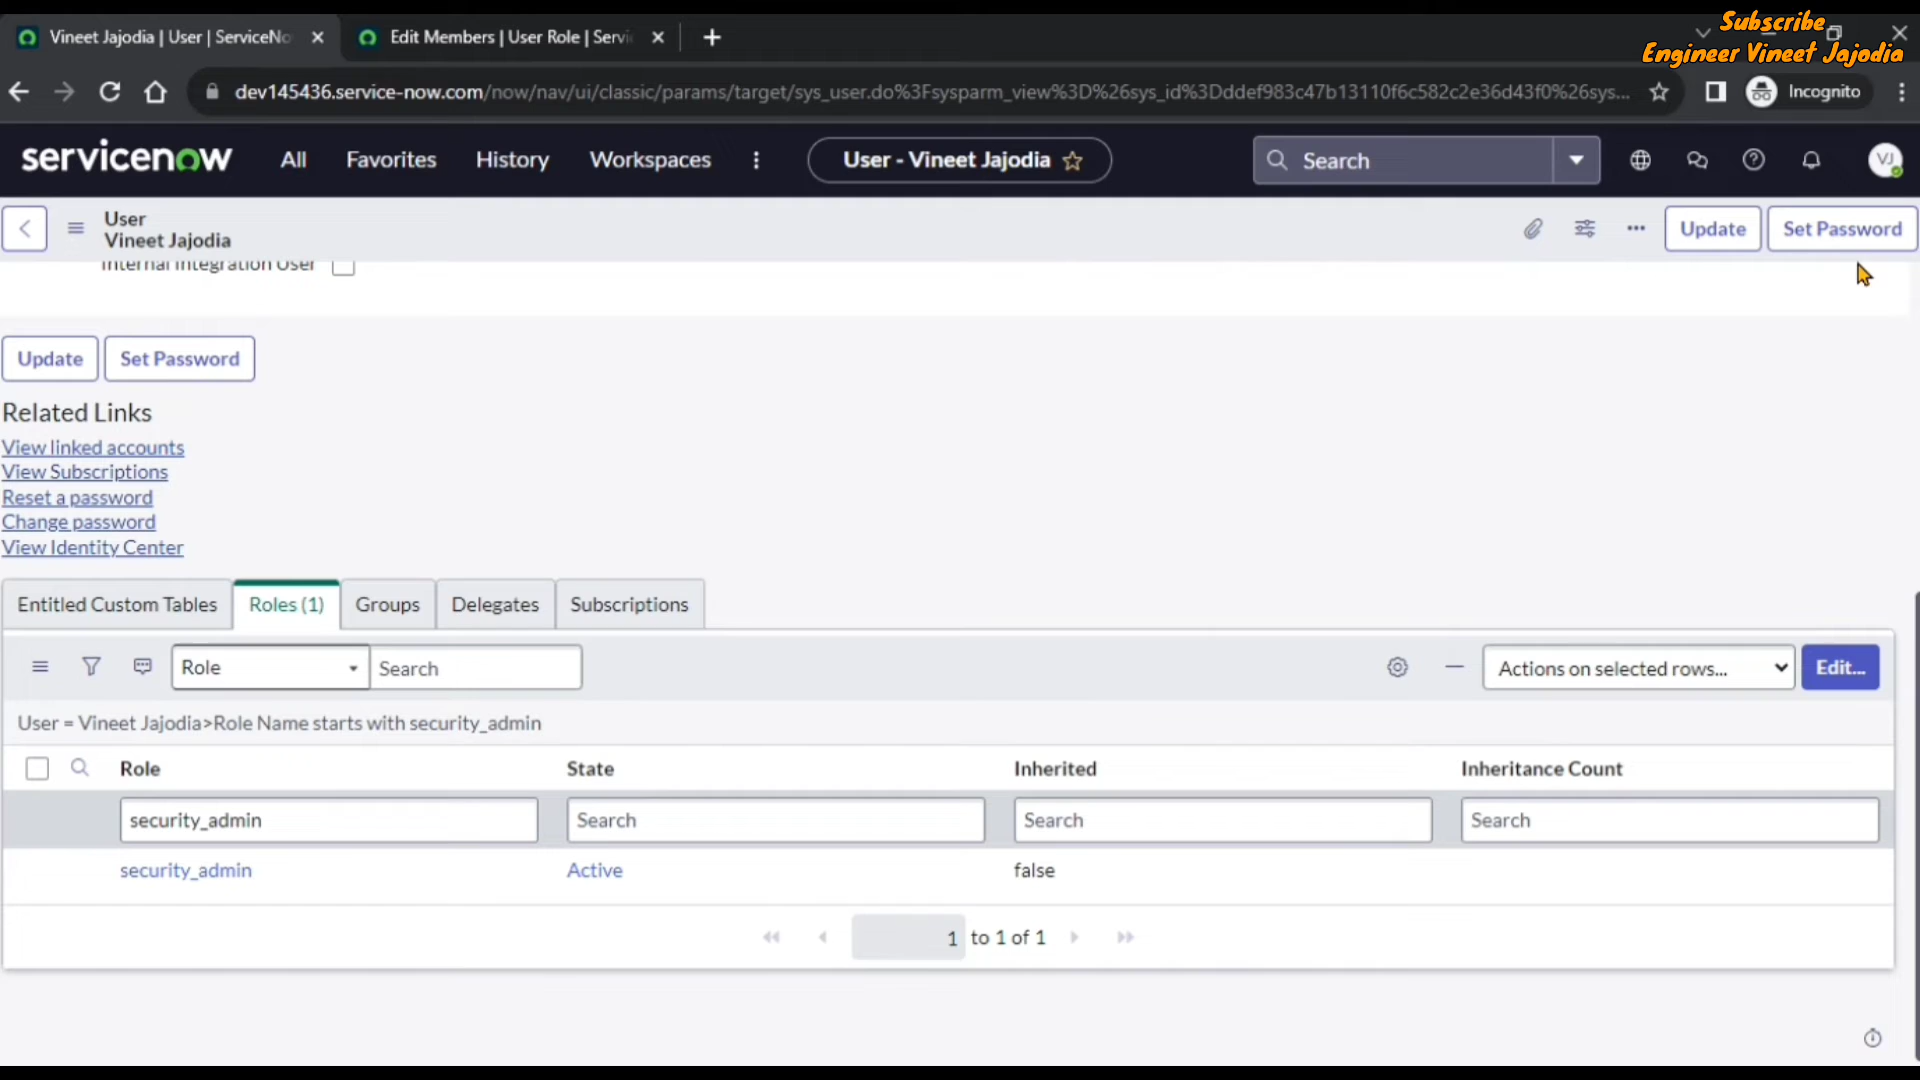 Vineet Jajodia | User | ServiceNo
Edit Members | User Role | Servi
Subscribe
Engineer Vineet Jajodia
dev145436.service-now.com/now/nav/ui/classic/params/target/sys_user.do%3Fsysparm_view%3D%26sys_id%3Dddef983c47b13110f6c582c2e36d43f0%26sys...
Incognito
servicenow
All
Favorites
History
Workspaces
User - Vineet Jajodia
Search
VJ
User
Vineet Jajodia
Update
Set Password
Internal Integration User
Update
Set Password
Related Links
View linked accounts
View Subscriptions
Reset a password
Change password
View Identity Center
Entitled Custom Tables
Roles (1)
Groups
Delegates
Subscriptions
Role
Search
Actions on selected rows...
Edit...
User = Vineet Jajodia>Role Name starts with security_admin
Role
State
Inherited
Inheritance Count
security_admin
Search
Search
Search
security_admin
Active
false
1 to 1 of 1